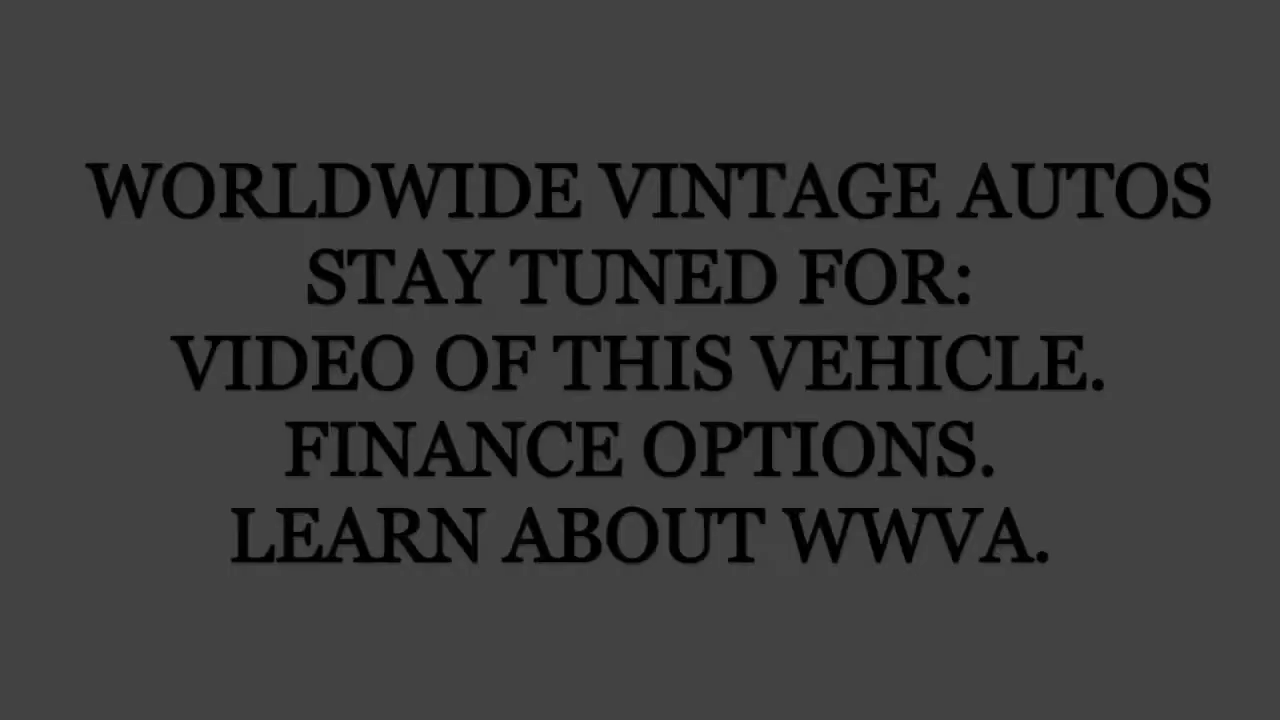 WORLDWIDE VINTAGE AUTOS
STAY TUNED FOR:
VIDEO OF THIS VEHICLE.
FINANCE OPTIONS.
LEARN ABOUT WWVA.